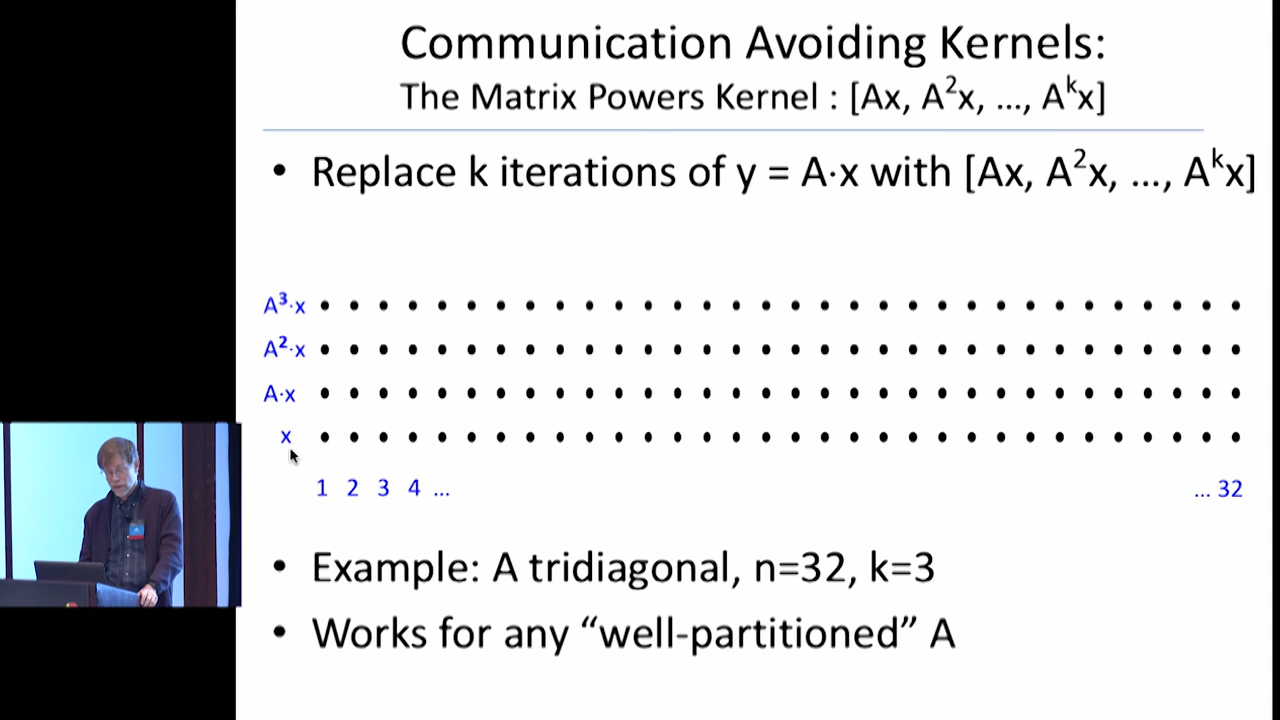 Communication Avoiding Kernels:
The Matrix Powers Kernel : [Ax, A²x, …, Aᵏx]
• Replace k iterations of y = A·x with [Ax, A²x, …, Aᵏx]
A³·x
A²·x
A·x
x
1 2 3 4 … … 32
• Example: A tridiagonal, n=32, k=3
• Works for any “well-partitioned” A